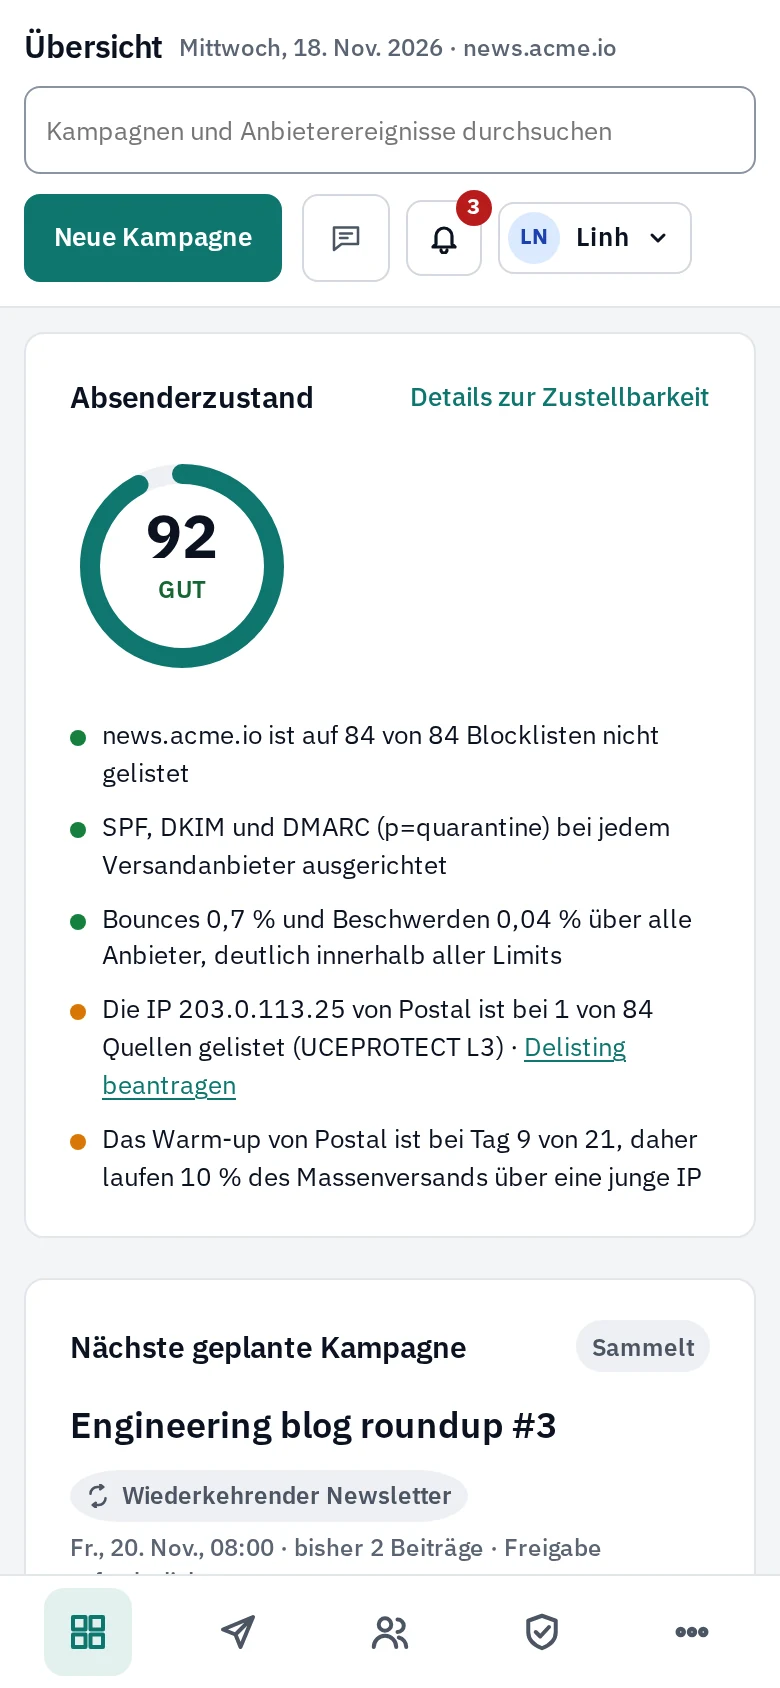 Übersicht Mittwoch, 18. Nov. 2026 · news.acme.io
Kampagnen und Anbieterereignisse durchsuchen
Neue Kampagne
3
LN Linh
Absenderzustand
Details zur Zustellbarkeit
92
GUT
news.acme.io ist auf 84 von 84 Blocklisten nicht
gelistet
SPF, DKIM und DMARC (p=quarantine) bei jedem
Versandanbieter ausgerichtet
Bounces 0,7 % und Beschwerden 0,04 % über alle
Anbieter, deutlich innerhalb aller Limits
Die IP 203.0.113.25 von Postal ist bei 1 von 84
Quellen gelistet (UCEPROTECT L3) · Delisting
beantragen
Das Warm-up von Postal ist bei Tag 9 von 21, daher
laufen 10 % des Massenversands über eine junge IP
Nächste geplante Kampagne
Sammelt
Engineering blog roundup #3
Wiederkehrender Newsletter
Fr., 20. Nov., 08:00 · bisher 2 Beiträge · Freigabe